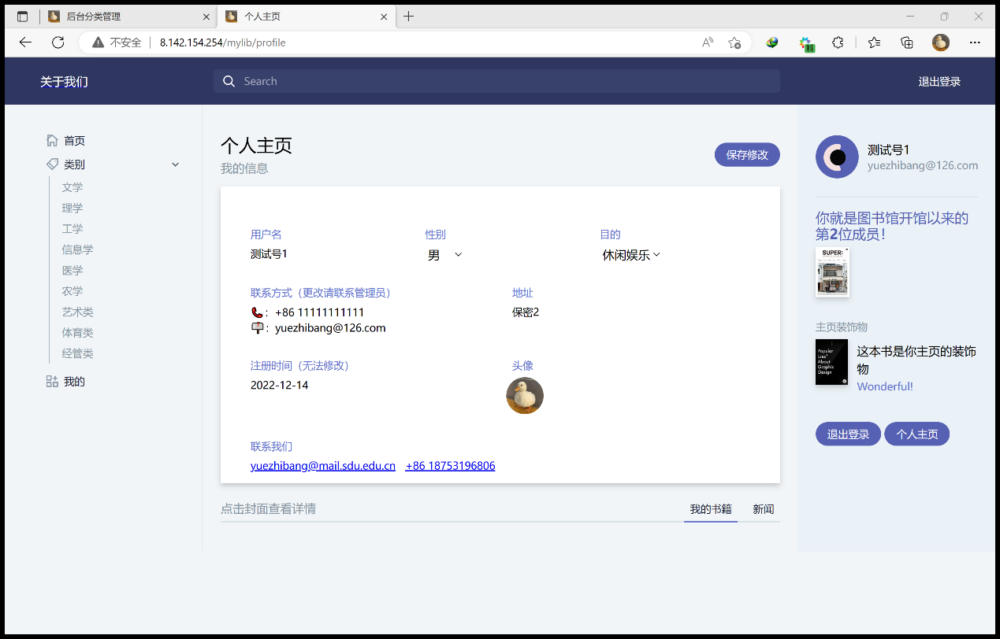 后台分类管理
个人主页
不安全
8.142.154.254/mylib/profile
科
关于我们
Search
退出登录
首页
类别
文学
理学
工学
信息学
医学
农学
艺术类
体育类
经管类
我的
个人主页
我的信息
保存修改
用户名
性别
目的
测试号1
男
休闲娱乐
联系方式（更改请联系管理员）
地址
：+86 11111111111
保密2
：yuezhibang@126.com
注册时间（无法修改）
头像
2022-12-14
联系我们
yuezhibang@mail.sdu.edu.cn +86 18753196806
点击封面查看详情
我的书籍
新闻
测试号1
yuezhibang@126.com
你就是图书馆开馆以来的
第2位成员！
SUPER:
主页装饰物
Popular
Lies'
About
Graphic
Design
这本书是你主页的装饰
物
Wonderful!
退出登录
个人主页